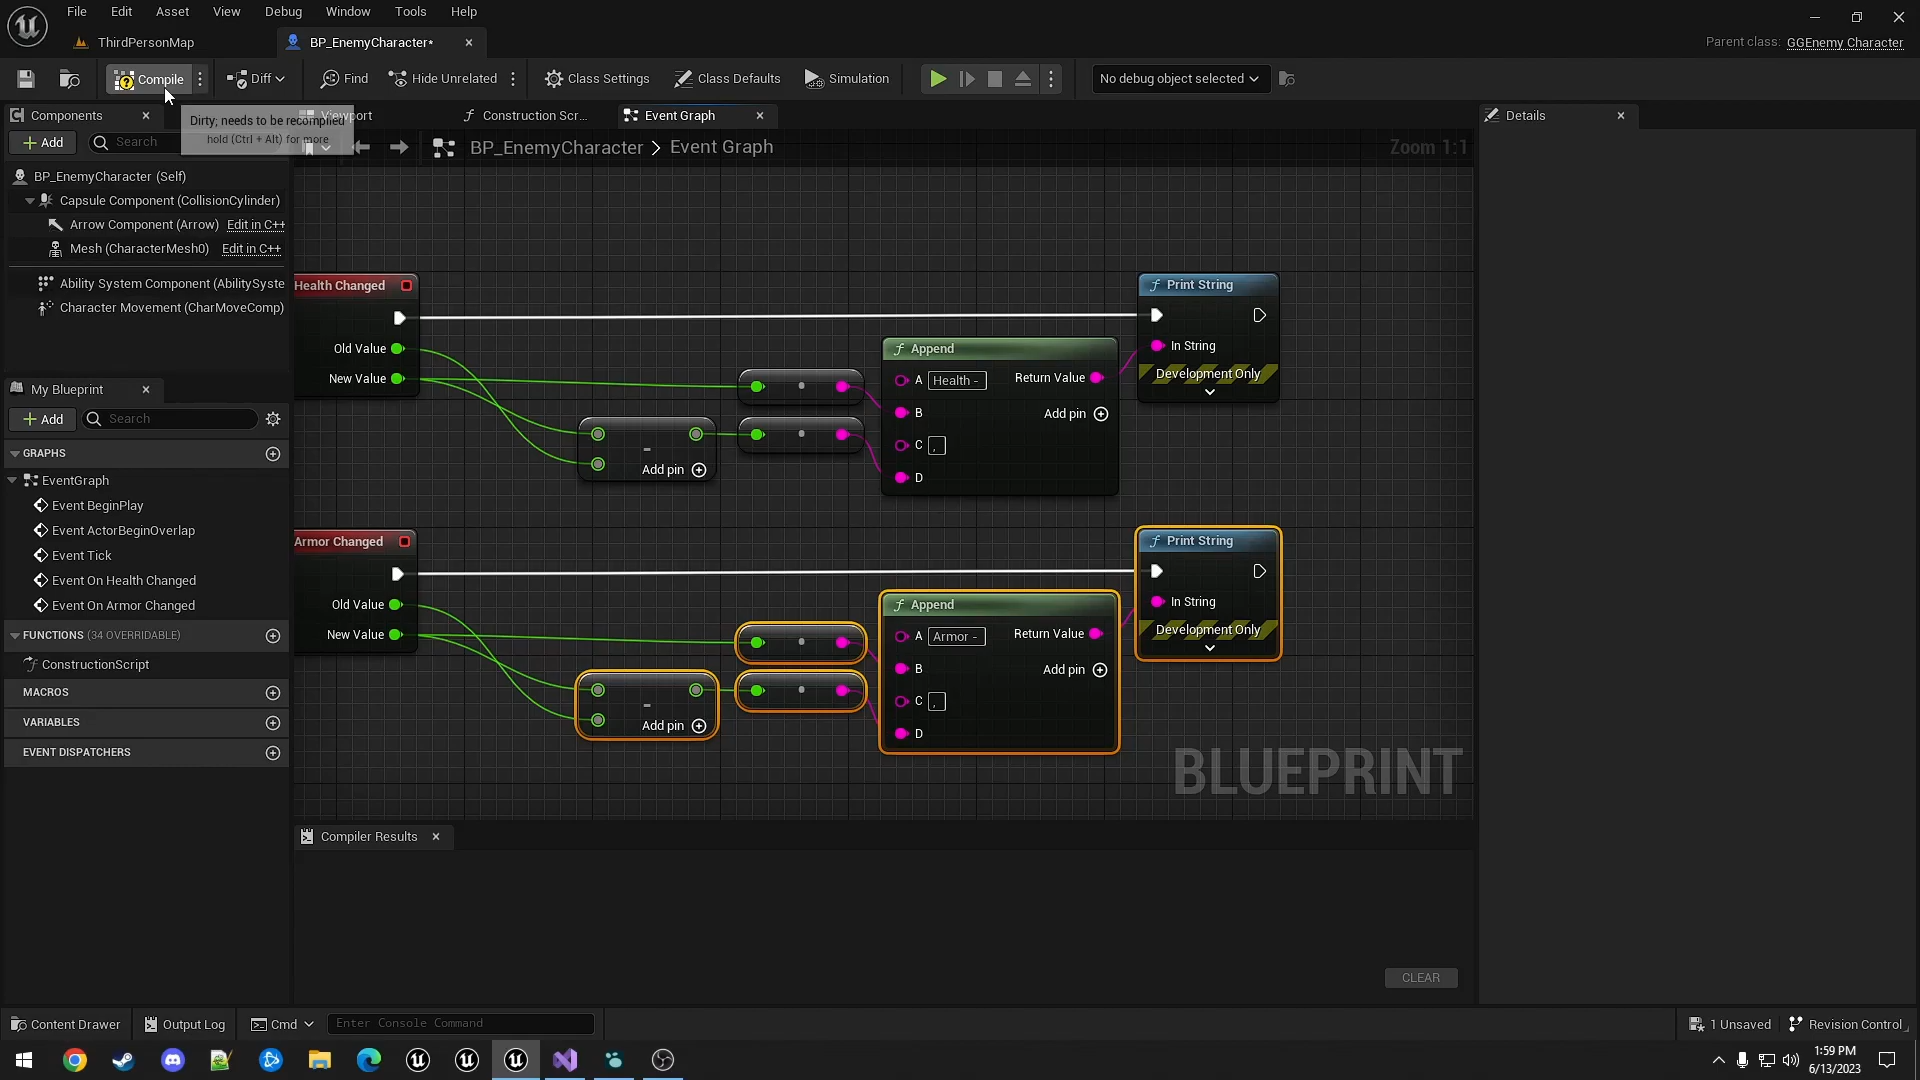 File Edit Asset View Debug Window Tools Help
ThirdPersonMap
BP_EnemyCharacter*
Parent class: GGEnemy Character
Compile
Diff
Find
Hide Unrelated
Class Settings
Class Defaults
Simulation
No debug object selected
Components
Dirty; needs to be recompiled
hold (Ctrl + Alt) for more
Viewport
Construction Scr...
Event Graph
Details
Add
Search
BP_EnemyCharacter > Event Graph
Zoom 1:1
BP_EnemyCharacter (Self)
Capsule Component (CollisionCylinder)
Arrow Component (Arrow) Edit in C++
Mesh (CharacterMesh0) Edit in C++
Ability System Component (AbilitySyste
Character Movement (CharMoveComp)
My Blueprint
Add
Search
GRAPHS
EventGraph
Event BeginPlay
Event ActorBeginOverlap
Event Tick
Event On Health Changed
Event On Armor Changed
FUNCTIONS (34 OVERRIDABLE)
ConstructionScript
MACROS
VARIABLES
EVENT DISPATCHERS
Health Changed
Old Value
New Value
-
Add pin
Append
A Health -
Return Value
B
Add pin
C ,
D
Print String
In String
Development Only
Armor Changed
Old Value
New Value
-
Add pin
Append
A Armor -
Return Value
B
Add pin
C ,
D
Print String
In String
Development Only
BLUEPRINT
Compiler Results
CLEAR
Content Drawer
Output Log
Cmd
Enter Console Command
1 Unsaved
Revision Control
1:59 PM
6/13/2023